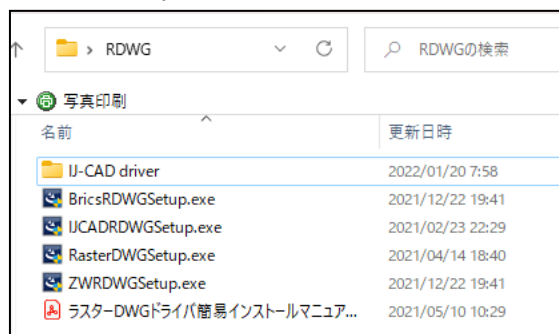 RDWG
RDWGの検索
写真印刷
名前 更新日時
IJ-CAD driver 2022/01/20 7:58
BricsRDWGSetup.exe 2021/12/22 19:41
IJCADRDWGSetup.exe 2021/02/23 22:29
RasterDWGSetup.exe 2021/04/14 18:40
ZWRDWGSetup.exe 2021/12/22 19:41
ラスターDWGドライバ簡易インストールマニュア... 2021/05/10 10:29